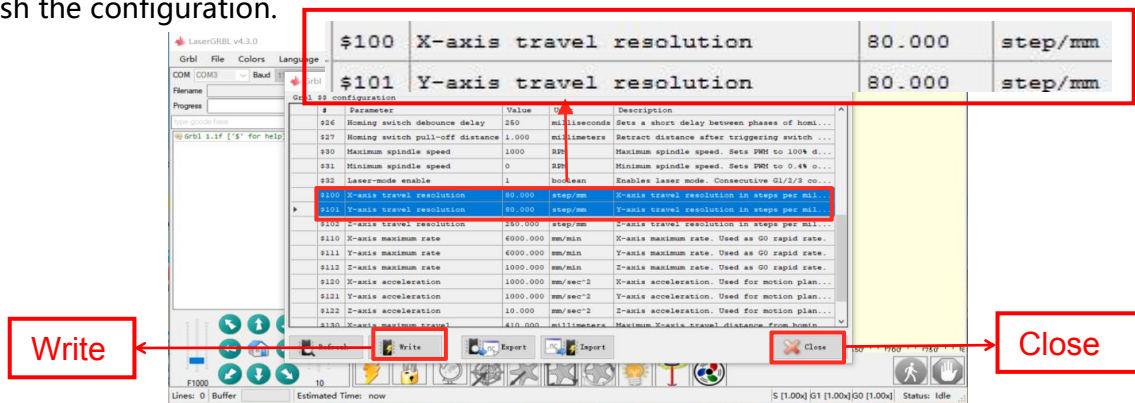 sh the configuration.
$100 X-axis travel resolution 80.000 step/mm
$101 Y-axis travel resolution 80.000 step/mm
LaserGRBL v4.3.0
Grbl File Colors Language
COM COM3 Baud
Grbl
Filename
Progress
type gcode here
Grbl 1.1f ['$' for help]
Grbl $$ configuration
# Parameter Value Description
$26 Homing switch debounce delay 250 milliseconds Sets a short delay between phases of homi...
$27 Homing switch pull-off distance 1.000 millimeters Retract distance after triggering switch ...
$30 Maximum spindle speed 1000 RPM Maximum spindle speed. Sets PWM to 100% d...
$31 Minimum spindle speed 0 RPM Minimum spindle speed. Sets PWM to 0.4% o...
$32 Laser-mode enable 1 boolean Enables laser mode. Consecutive G1/2/3 co...
$100 X-axis travel resolution 80.000 step/mm X-axis travel resolution in steps per mil...
$101 Y-axis travel resolution 80.000 step/mm Y-axis travel resolution in steps per mil...
$102 Z-axis travel resolution 250.000 step/mm Z-axis travel resolution in steps per mil...
$110 X-axis maximum rate 6000.000 mm/min X-axis maximum rate. Used as G0 rapid rate.
$111 Y-axis maximum rate 6000.000 mm/min Y-axis maximum rate. Used as G0 rapid rate.
$112 Z-axis maximum rate 1000.000 mm/min Z-axis maximum rate. Used as G0 rapid rate.
$120 X-axis acceleration 1000.000 mm/sec^2 X-axis acceleration. Used for motion plan...
$121 Y-axis acceleration 1000.000 mm/sec^2 Y-axis acceleration. Used for motion plan...
$122 Z-axis acceleration 10.000 mm/sec^2 Z-axis acceleration. Used for motion plan...
$130 X-axis maximum travel 410.000 millimeters Maximum X-axis travel distance from homin...
Refresh Write Export Import Close
Write
Close
F1000 10
Lines: 0 Buffer Estimated Time: now S [1.00x] G1 [1.00x] G0 [1.00x] Status: Idle